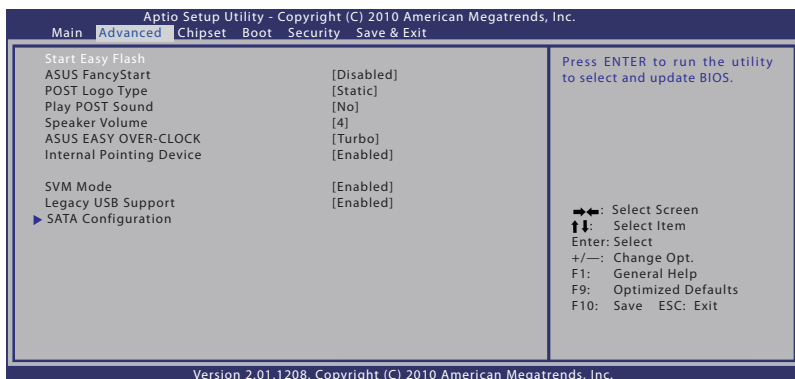 Aptio Setup Utility - Copyright (C) 2010 American Megatrends, Inc.
Main Advanced Chipset Boot Security Save & Exit
Start Easy Flash
ASUS FancyStart [Disabled]
POST Logo Type [Static]
Play POST Sound [No]
Speaker Volume [4]
ASUS EASY OVER-CLOCK [Turbo]
Internal Pointing Device [Enabled]
SVM Mode [Enabled]
Legacy USB Support [Enabled]
SATA Configuration
Press ENTER to run the utility
to select and update BIOS.
→←: Select Screen
↑↓: Select Item
Enter: Select
+/—: Change Opt.
F1: General Help
F9: Optimized Defaults
F10: Save ESC: Exit
Version 2.01.1208. Copyright (C) 2010 American Megatrends, Inc.